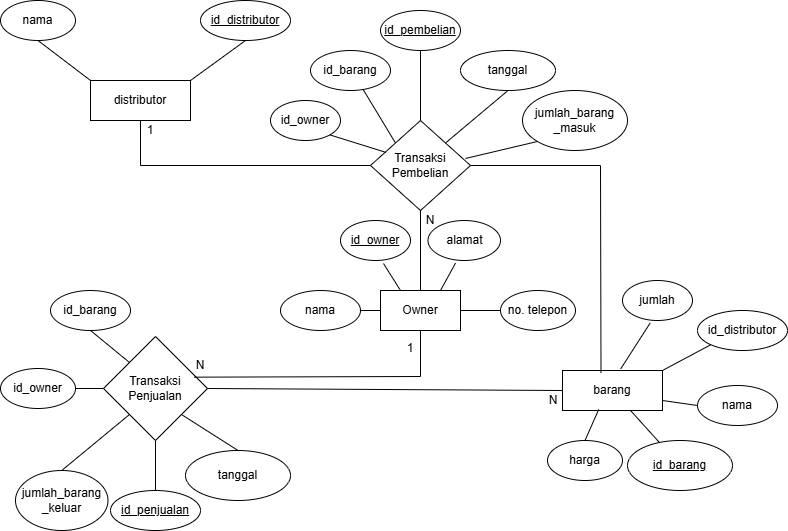 nama
id_distributor
distributor
1
id_pembelian
id_barang
tanggal
id_owner
jumlah_barang
_masuk
Transaksi
Pembelian
N
id_owner
alamat
nama
Owner
no. telepon
1
id_barang
id_owner
Transaksi
Penjualan
N
jumlah_barang
_keluar
id_penjualan
tanggal
jumlah
id_distributor
barang
N
nama
harga
id_barang